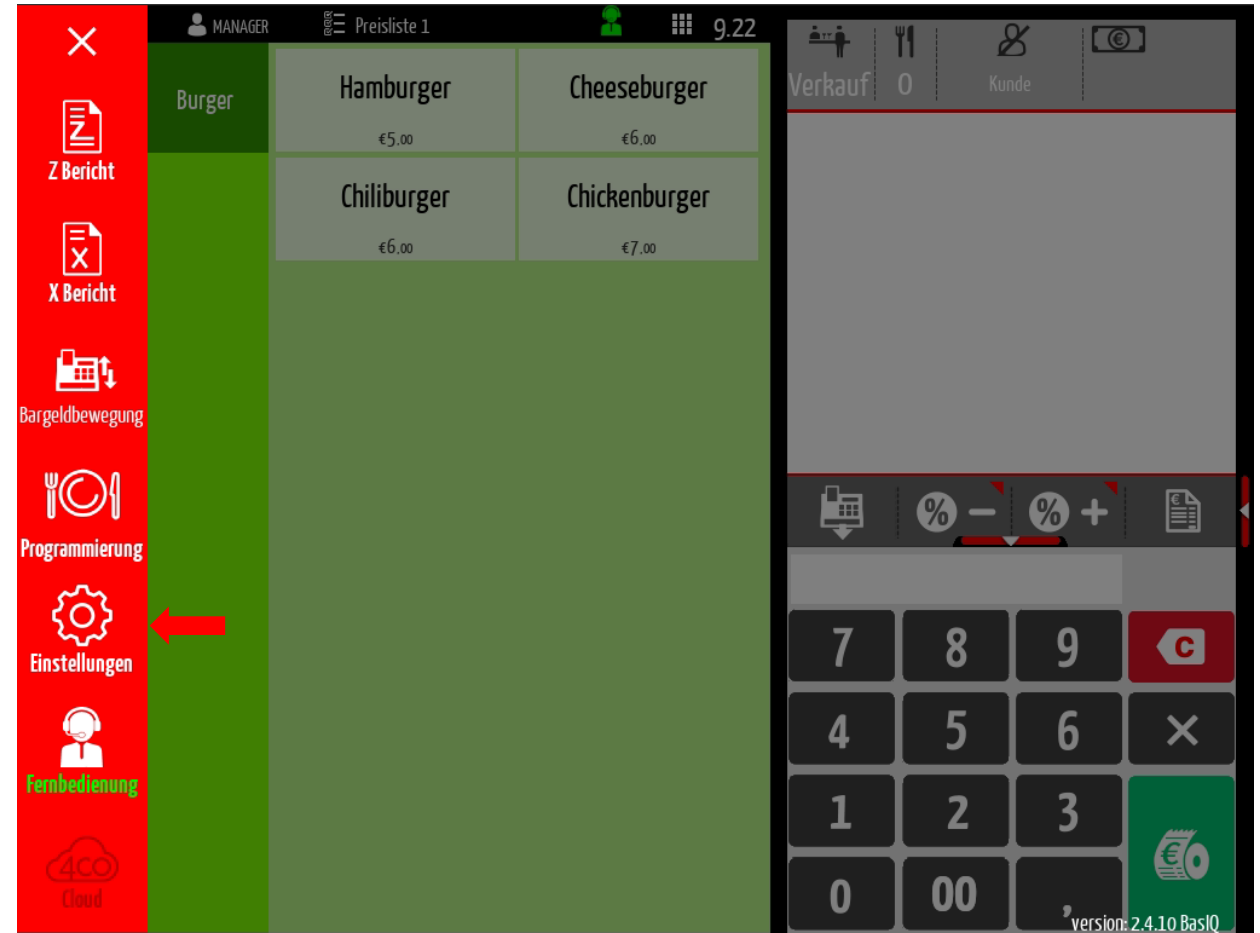 MANAGER
Preisliste 1
9.22
Z
Z Bericht
X
X Bericht
Bargeldbewegung
Programmierung
Einstellungen
Fernbedienung
4CO
Cloud
Burger
Hamburger
€5,00
Cheeseburger
€6,00
Chiliburger
€6,00
Chickenburger
€7,00
Verkauf
0
Kunde
€
% −
% +
€
7
8
9
C
4
5
6
×
1
2
3
€
0
00
,
version: 2.4.10 BasIQ